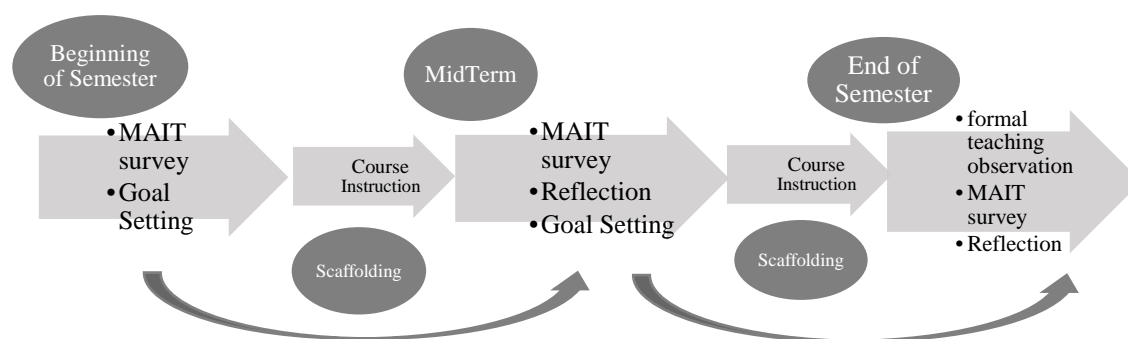 Beginning
of Semester
• MAIT
survey
• Goal
Setting
Course
Instruction
Scaffolding
MidTerm
• MAIT
survey
• Reflection
• Goal Setting
Course
Instruction
Scaffolding
End of
Semester
• formal
teaching
observation
• MAIT
survey
• Reflection